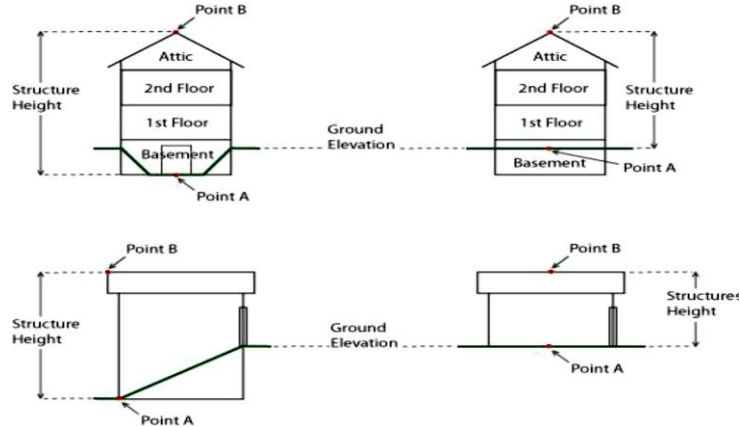 Point B
Attic
2nd Floor
1st Floor
Basement
Point A
Structure
Height
Ground
Elevation
Point B
Attic
2nd Floor
1st Floor
Basement
Point A
Structure
Height
Point B
Structure
Height
Point A
Ground
Elevation
Point B
Structures
Height
Point A